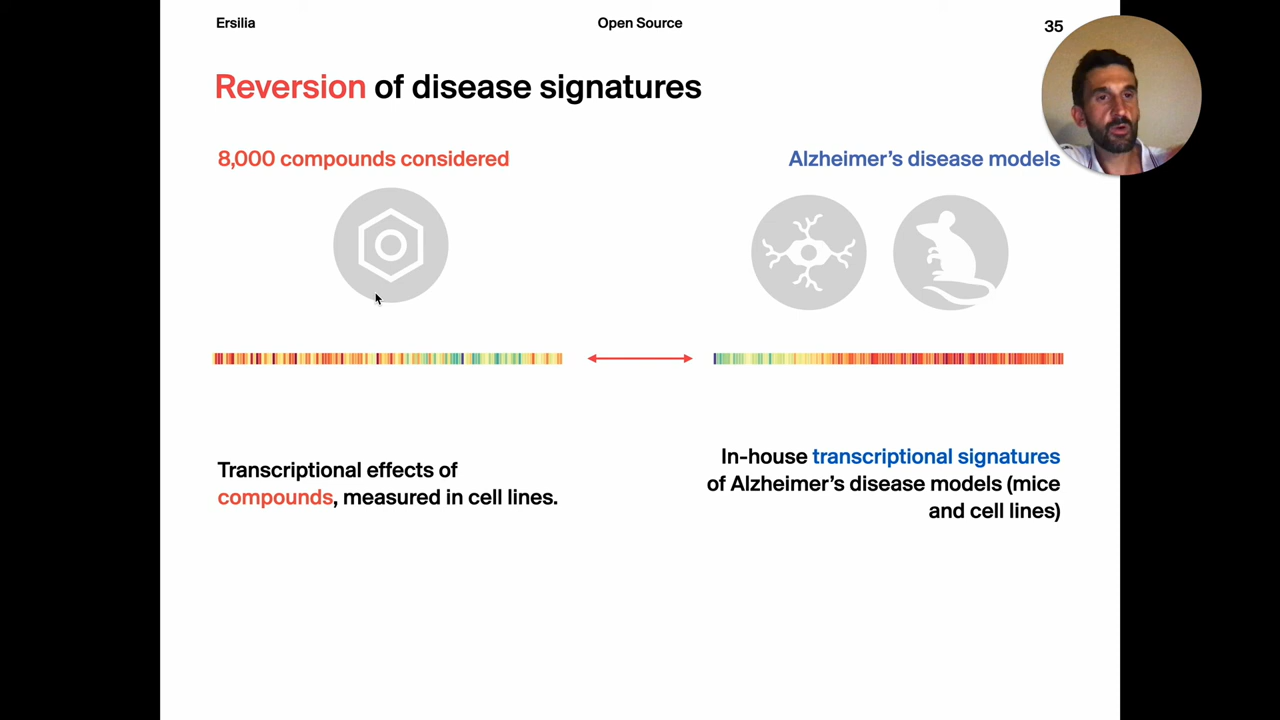 Ersilia
Open Source
35
Reversion of disease signatures
8,000 compounds considered
Alzheimer’s disease models
Transcriptional effects of
compounds, measured in cell lines.
In-house transcriptional signatures
of Alzheimer’s disease models (mice
and cell lines)